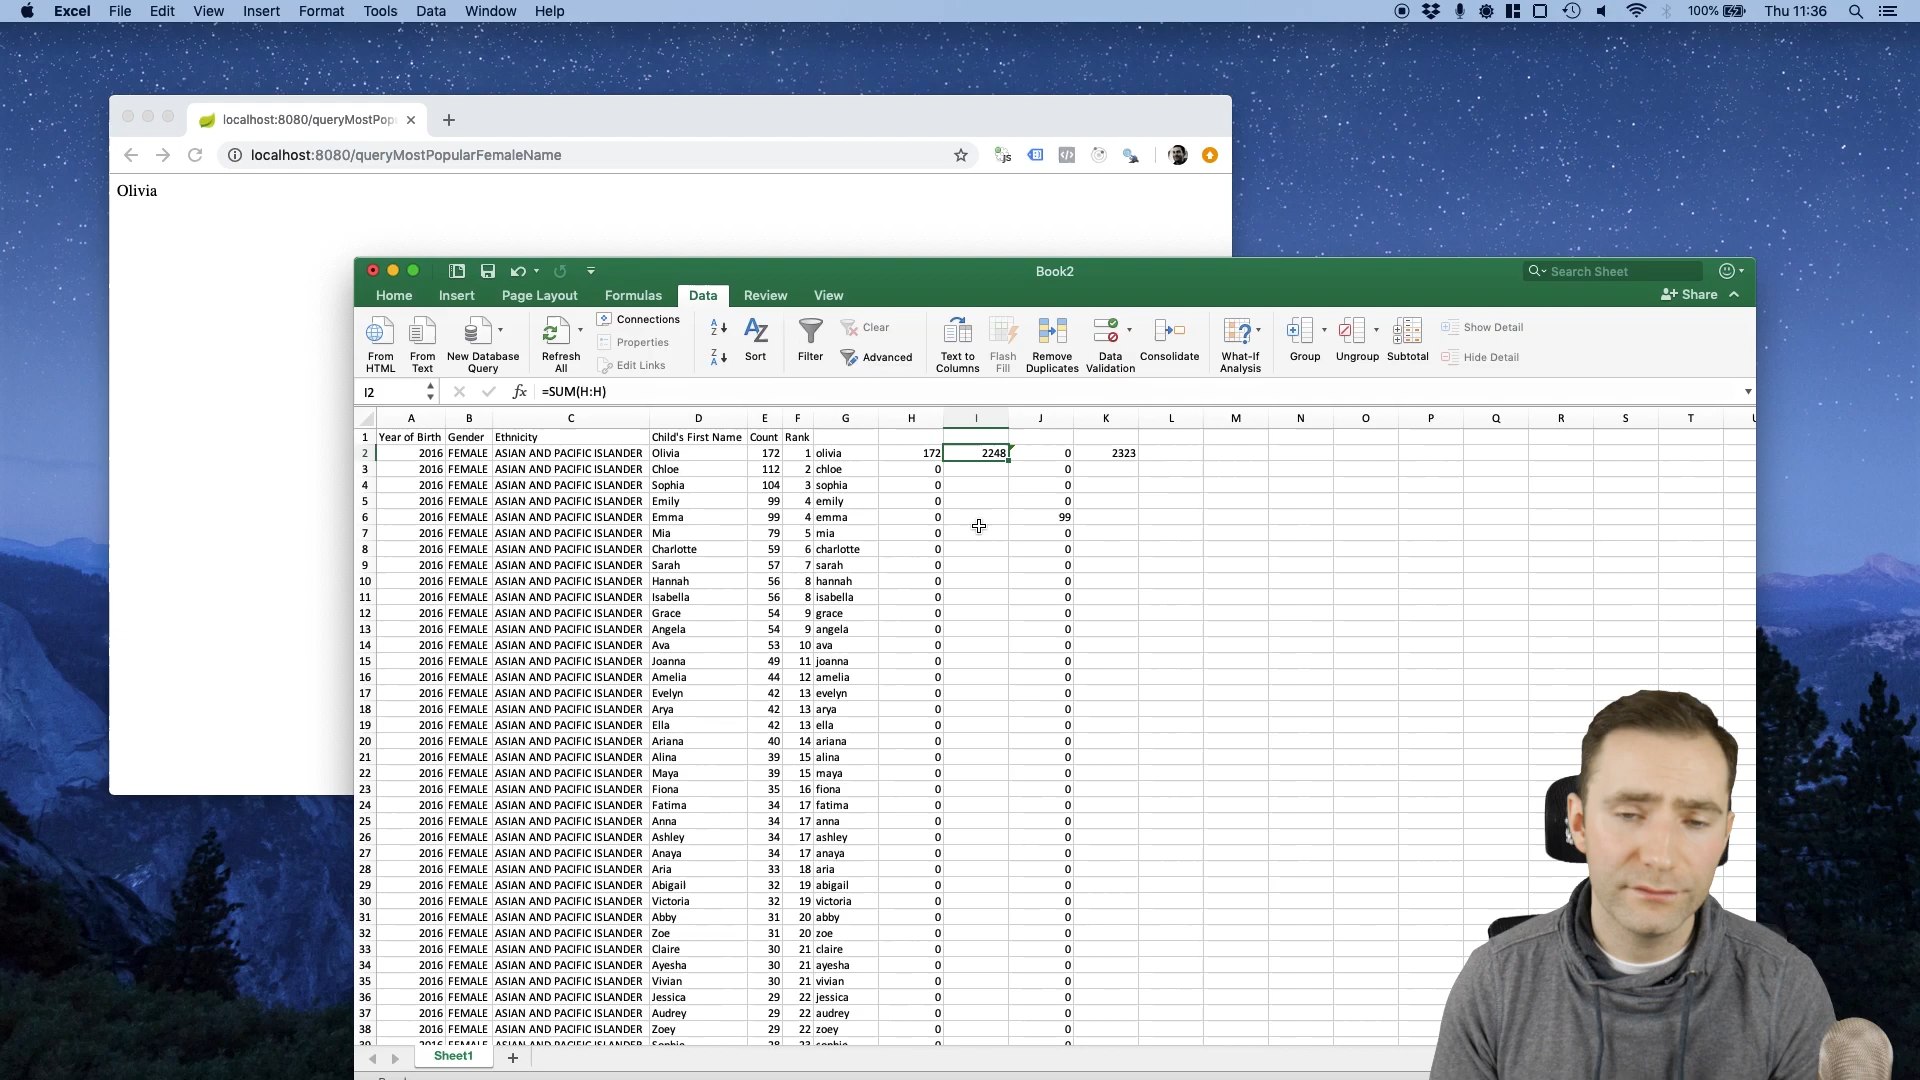 Excel File Edit View Insert Format Tools Data Window Help 100% Thu 11:36
localhost:8080/queryMostPop
localhost:8080/queryMostPopularFemaleName
Olivia
Book2
Search Sheet
Home Insert Page Layout Formulas Data Review View Share
From HTML From Text New Database Query Refresh All Connections Properties Edit Links Sort Filter Clear Advanced Text to Columns Flash Fill Remove Duplicates Data Validation Consolidate What-If Analysis Group Ungroup Subtotal Show Detail Hide Detail
I2 fx =SUM(H:H)
A B C D E F G H I J K L M N O P Q R S T
1 Year of Birth Gender Ethnicity Child's First Name Count Rank
2 2016 FEMALE ASIAN AND PACIFIC ISLANDER Olivia 172 1 olivia 172 2248 0 2323
3 2016 FEMALE ASIAN AND PACIFIC ISLANDER Chloe 112 2 chloe 0 0
4 2016 FEMALE ASIAN AND PACIFIC ISLANDER Sophia 104 3 sophia 0 0
5 2016 FEMALE ASIAN AND PACIFIC ISLANDER Emily 99 4 emily 0 0
6 2016 FEMALE ASIAN AND PACIFIC ISLANDER Emma 99 4 emma 0 99
7 2016 FEMALE ASIAN AND PACIFIC ISLANDER Mia 79 5 mia 0 0
8 2016 FEMALE ASIAN AND PACIFIC ISLANDER Charlotte 59 6 charlotte 0 0
9 2016 FEMALE ASIAN AND PACIFIC ISLANDER Sarah 57 7 sarah 0 0
10 2016 FEMALE ASIAN AND PACIFIC ISLANDER Hannah 56 8 hannah 0 0
11 2016 FEMALE ASIAN AND PACIFIC ISLANDER Isabella 56 8 isabella 0 0
12 2016 FEMALE ASIAN AND PACIFIC ISLANDER Grace 54 9 grace 0 0
13 2016 FEMALE ASIAN AND PACIFIC ISLANDER Angela 54 9 angela 0 0
14 2016 FEMALE ASIAN AND PACIFIC ISLANDER Ava 53 10 ava 0 0
15 2016 FEMALE ASIAN AND PACIFIC ISLANDER Joanna 49 11 joanna 0 0
16 2016 FEMALE ASIAN AND PACIFIC ISLANDER Amelia 44 12 amelia 0 0
17 2016 FEMALE ASIAN AND PACIFIC ISLANDER Evelyn 42 13 evelyn 0 0
18 2016 FEMALE ASIAN AND PACIFIC ISLANDER Arya 42 13 arya 0 0
19 2016 FEMALE ASIAN AND PACIFIC ISLANDER Ella 42 13 ella 0 0
20 2016 FEMALE ASIAN AND PACIFIC ISLANDER Ariana 40 14 ariana 0 0
21 2016 FEMALE ASIAN AND PACIFIC ISLANDER Alina 39 15 alina 0 0
22 2016 FEMALE ASIAN AND PACIFIC ISLANDER Maya 39 15 maya 0 0
23 2016 FEMALE ASIAN AND PACIFIC ISLANDER Fiona 35 16 fiona 0 0
24 2016 FEMALE ASIAN AND PACIFIC ISLANDER Fatima 34 17 fatima 0 0
25 2016 FEMALE ASIAN AND PACIFIC ISLANDER Anna 34 17 anna 0 0
26 2016 FEMALE ASIAN AND PACIFIC ISLANDER Ashley 34 17 ashley 0 0
27 2016 FEMALE ASIAN AND PACIFIC ISLANDER Anaya 34 17 anaya 0 0
28 2016 FEMALE ASIAN AND PACIFIC ISLANDER Aria 33 18 aria 0 0
29 2016 FEMALE ASIAN AND PACIFIC ISLANDER Abigail 32 19 abigail 0 0
30 2016 FEMALE ASIAN AND PACIFIC ISLANDER Victoria 32 19 victoria 0 0
31 2016 FEMALE ASIAN AND PACIFIC ISLANDER Abby 31 20 abby 0 0
32 2016 FEMALE ASIAN AND PACIFIC ISLANDER Zoe 31 20 zoe 0 0
33 2016 FEMALE ASIAN AND PACIFIC ISLANDER Claire 30 21 claire 0 0
34 2016 FEMALE ASIAN AND PACIFIC ISLANDER Ayesha 30 21 ayesha 0 0
35 2016 FEMALE ASIAN AND PACIFIC ISLANDER Vivian 30 21 vivian 0 0
36 2016 FEMALE ASIAN AND PACIFIC ISLANDER Jessica 29 22 jessica 0 0
37 2016 FEMALE ASIAN AND PACIFIC ISLANDER Audrey 29 22 audrey 0 0
38 2016 FEMALE ASIAN AND PACIFIC ISLANDER Zoey 29 22 zoey 0 0
Sheet1